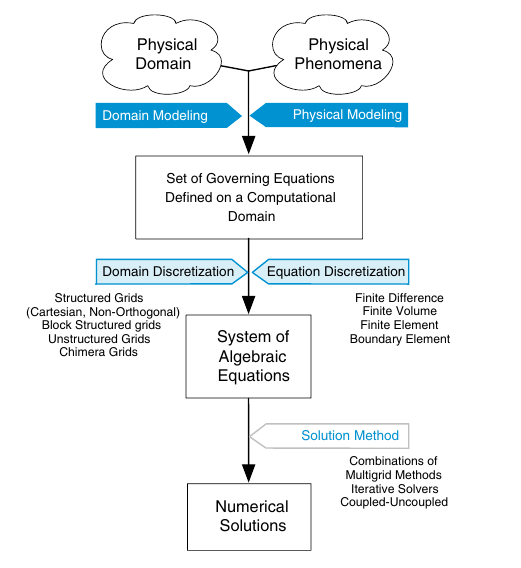 Physical
Domain
Physical
Phenomena
Domain Modeling
Physical Modeling
Set of Governing Equations
Defined on a Computational
Domain
Domain Discretization
Equation Discretization
Structured Grids
(Cartesian, Non-Orthogonal)
Block Structured grids
Unstructured Grids
Chimera Grids
Finite Difference
Finite Volume
Finite Element
Boundary Element
System of
Algebraic
Equations
Solution Method
Combinations of
Multigrid Methods
Iterative Solvers
Coupled-Uncoupled
Numerical
Solutions